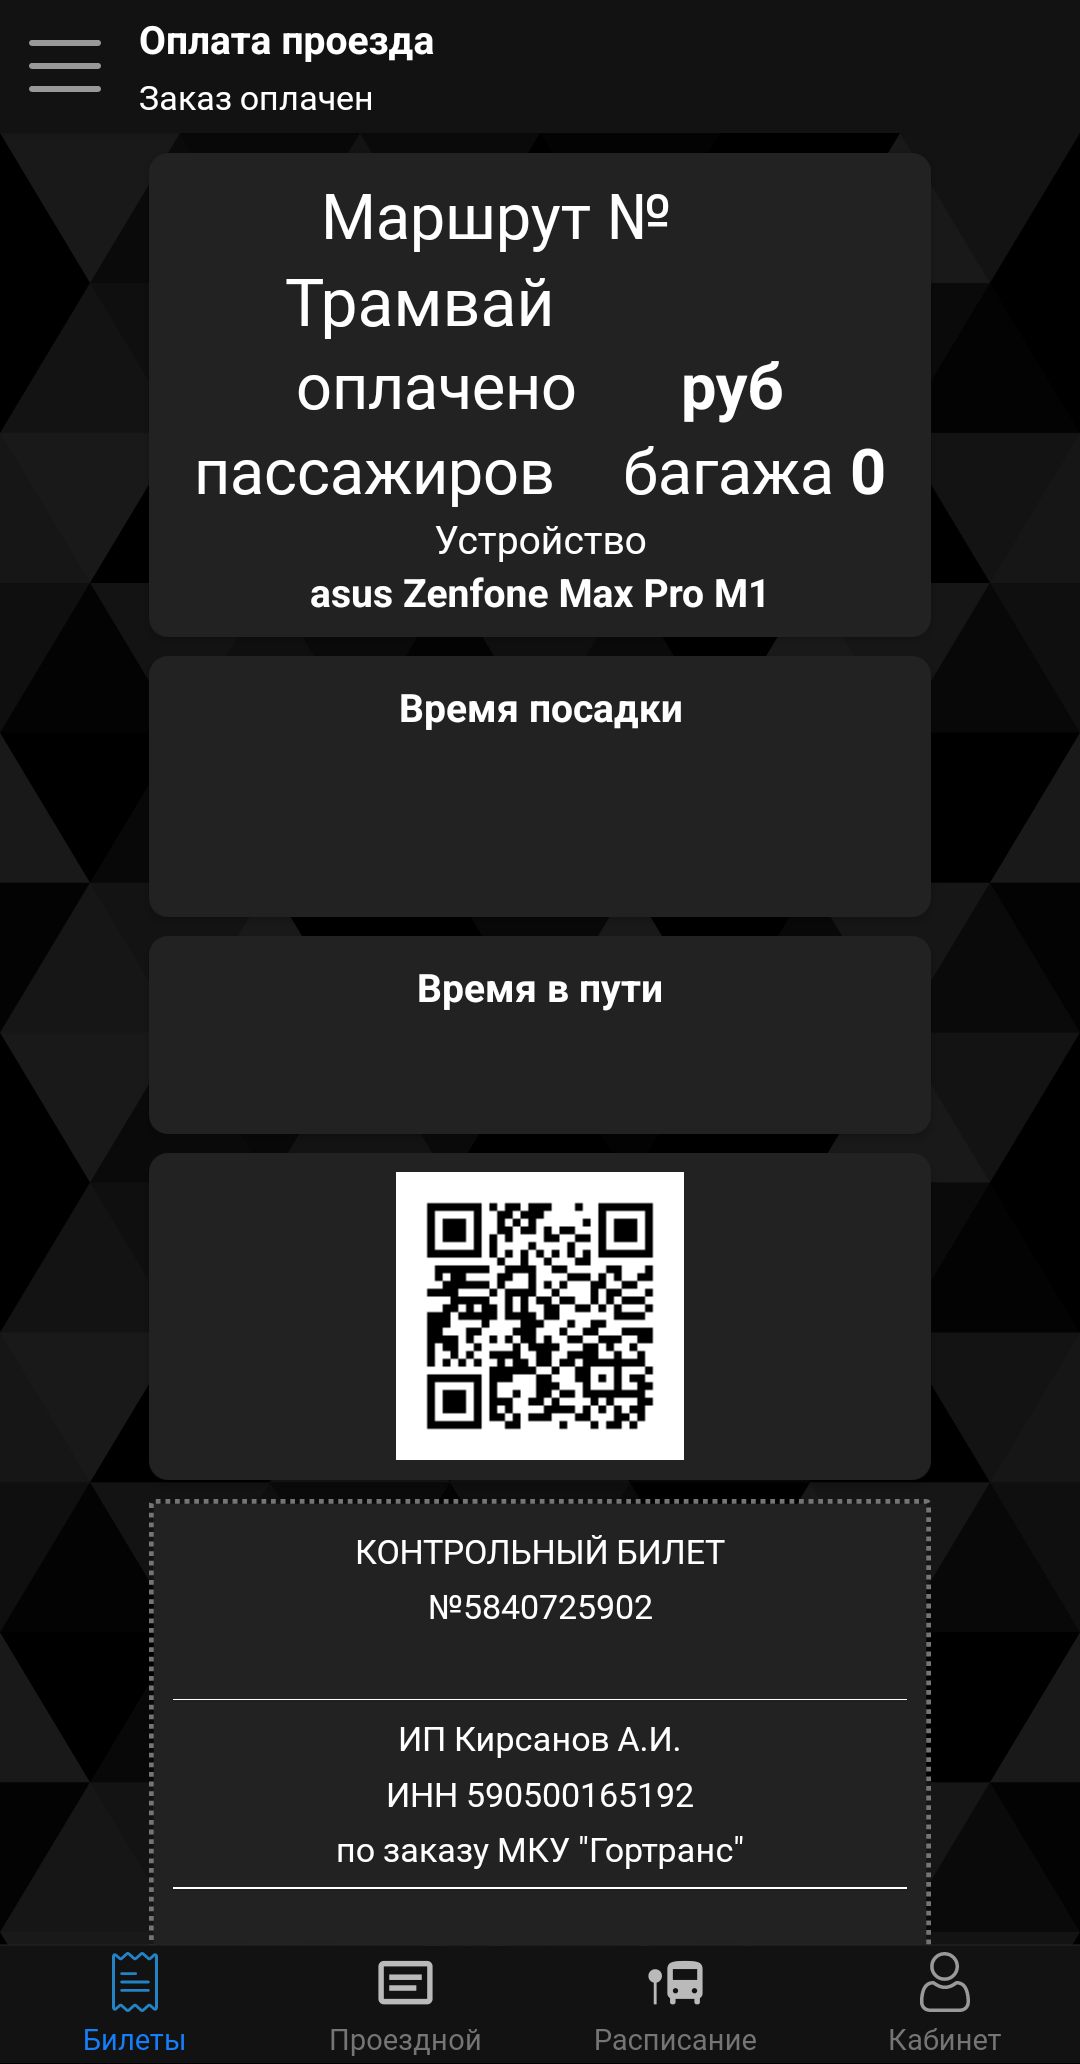 Оплата проезда
Заказ оплачен
Маршрут №
Трамвай
оплачено руб
пассажиров багажа 0
Устройство
asus Zenfone Max Pro M1
Время посадки
Время в пути
КОНТРОЛЬНЫЙ БИЛЕТ
№5840725902
ИП Кирсанов А.И.
ИНН 590500165192
по заказу МКУ "Гортранс"
Билеты Проездной Расписание Кабинет